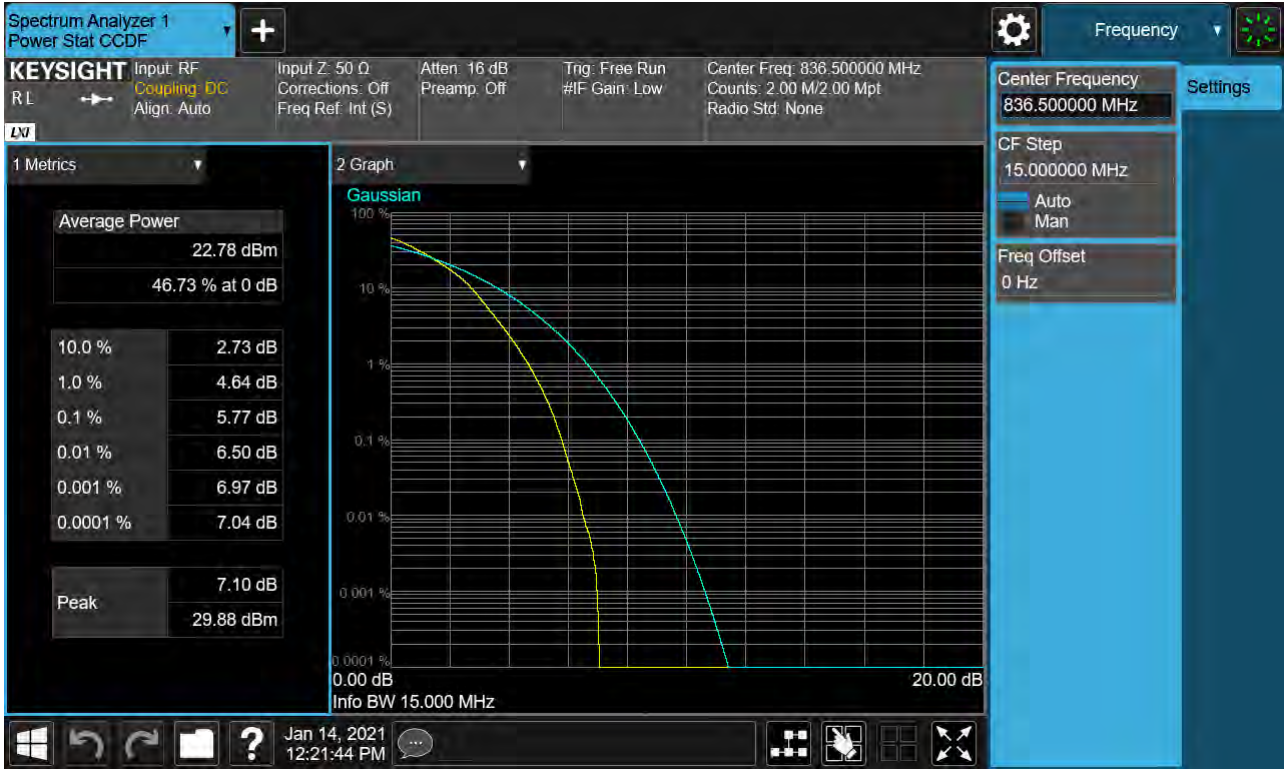 Spectrum Analyzer 1
Power Stat CCDF
+
Frequency
KEYSIGHT
R L
LXI
Input: RF
Coupling: DC
Align: Auto
Input Z: 50 Ω
Corrections: Off
Freq Ref: Int (S)
Atten: 16 dB
Preamp: Off
Trig: Free Run
#IF Gain: Low
Center Freq: 836.500000 MHz
Counts: 2.00 M/2.00 Mpt
Radio Std: None
Center Frequency
836.500000 MHz
Settings
CF Step
15.000000 MHz
Auto
Man
Freq Offset
0 Hz
1 Metrics
Average Power
22.78 dBm
46.73 % at 0 dB
10.0 % 2.73 dB
1.0 % 4.64 dB
0.1 % 5.77 dB
0.01 % 6.50 dB
0.001 % 6.97 dB
0.0001 % 7.04 dB
Peak
7.10 dB
29.88 dBm
2 Graph
Gaussian
100 %
10 %
1 %
0.1 %
0.01 %
0.001 %
0.0001 %
0.00 dB
20.00 dB
Info BW 15.000 MHz
?
Jan 14, 2021
12:21:44 PM